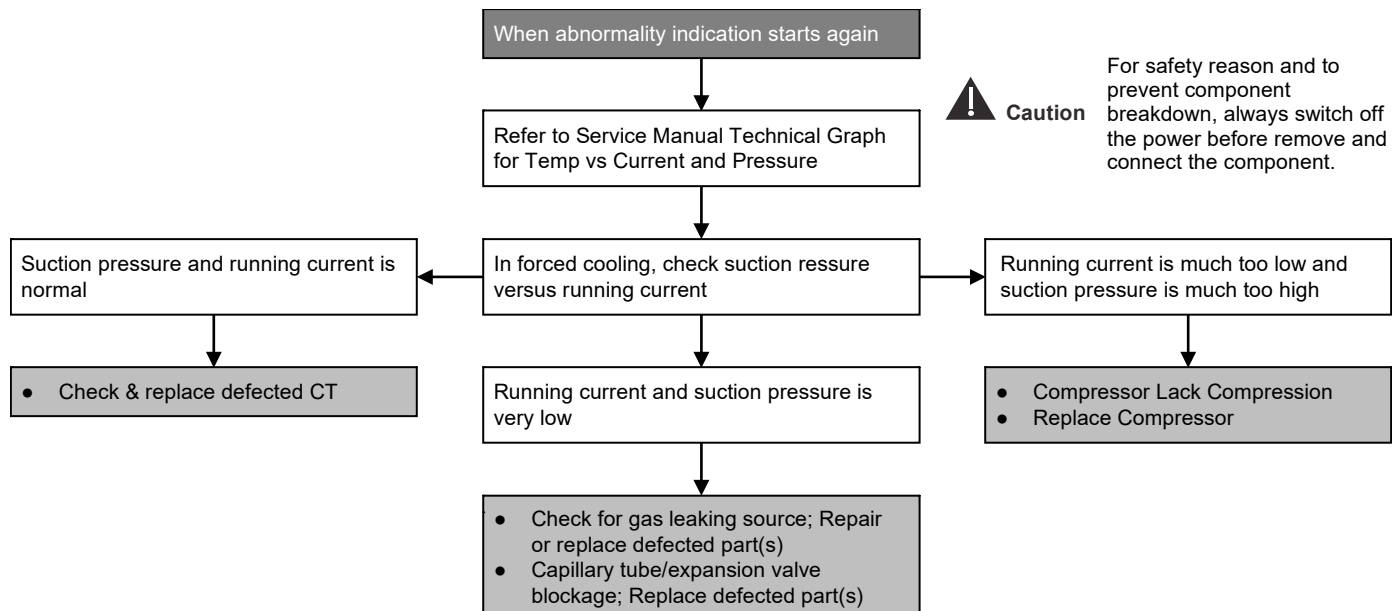 When abnormality indication starts again
For safety reason and to
prevent component
breakdown, always switch off
the power before remove and
connect the component.
Caution
Refer to Service Manual Technical Graph
for Temp vs Current and Pressure
Suction pressure and running current is
normal
In forced cooling, check suction ressure
versus running current
Running current is much too low and
suction pressure is much too high
● Check & replace defected CT
Running current and suction pressure is
very low
● Compressor Lack Compression
● Replace Compressor
● Check for gas leaking source; Repair
or replace defected part(s)
● Capillary tube/expansion valve
blockage; Replace defected part(s)